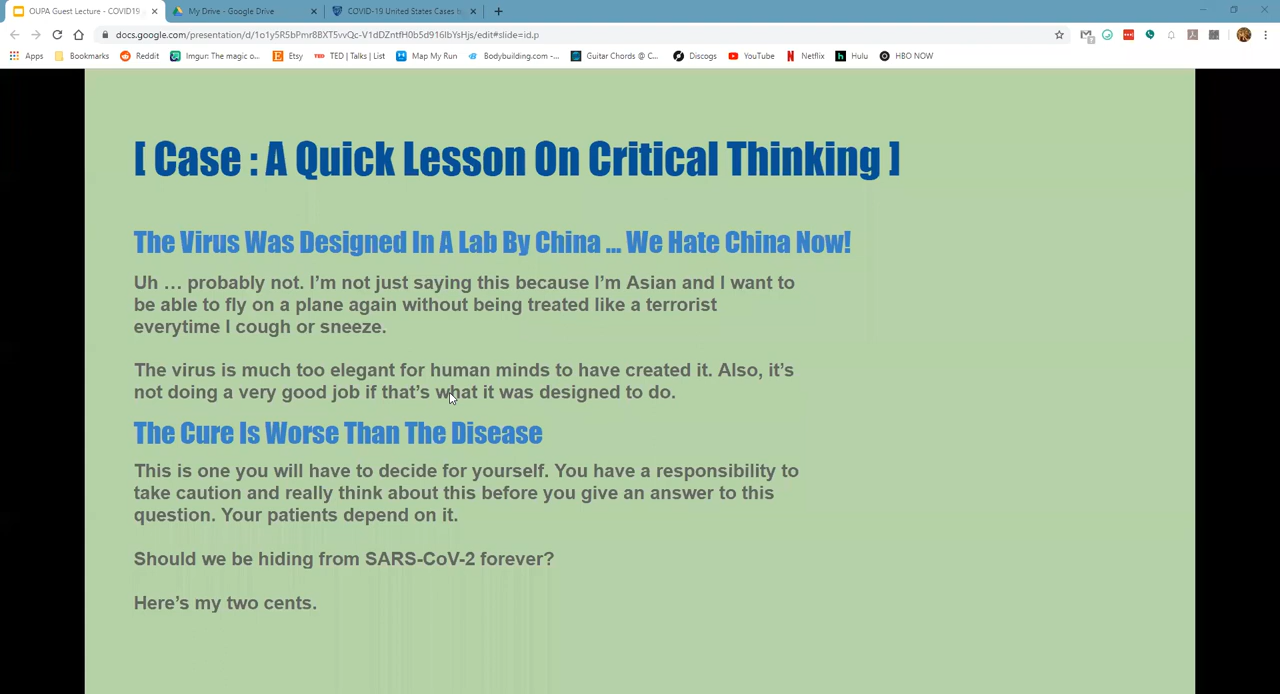 OUPA Guest Lecture - COVID19
My Drive - Google Drive
COVID-19 United States Cases b
docs.google.com/presentation/d/1o1y5R5bPmr8BXT5vvQc-V1dDZntfH0b5d916IbYsHjs/edit#slide=id.p
Apps Bookmarks Reddit Imgur: The magic o... Etsy TED | Talks | List Map My Run Bodybuilding.com -... Guitar Chords @ C... Discogs YouTube Netflix Hulu HBO NOW
[ Case : A Quick Lesson On Critical Thinking ]
The Virus Was Designed In A Lab By China ... We Hate China Now!
Uh … probably not. I’m not just saying this because I’m Asian and I want to
be able to fly on a plane again without being treated like a terrorist
everytime I cough or sneeze.
The virus is much too elegant for human minds to have created it. Also, it’s
not doing a very good job if that’s what it was designed to do.
The Cure Is Worse Than The Disease
This is one you will have to decide for yourself. You have a responsibility to
take caution and really think about this before you give an answer to this
question. Your patients depend on it.
Should we be hiding from SARS-CoV-2 forever?
Here’s my two cents.